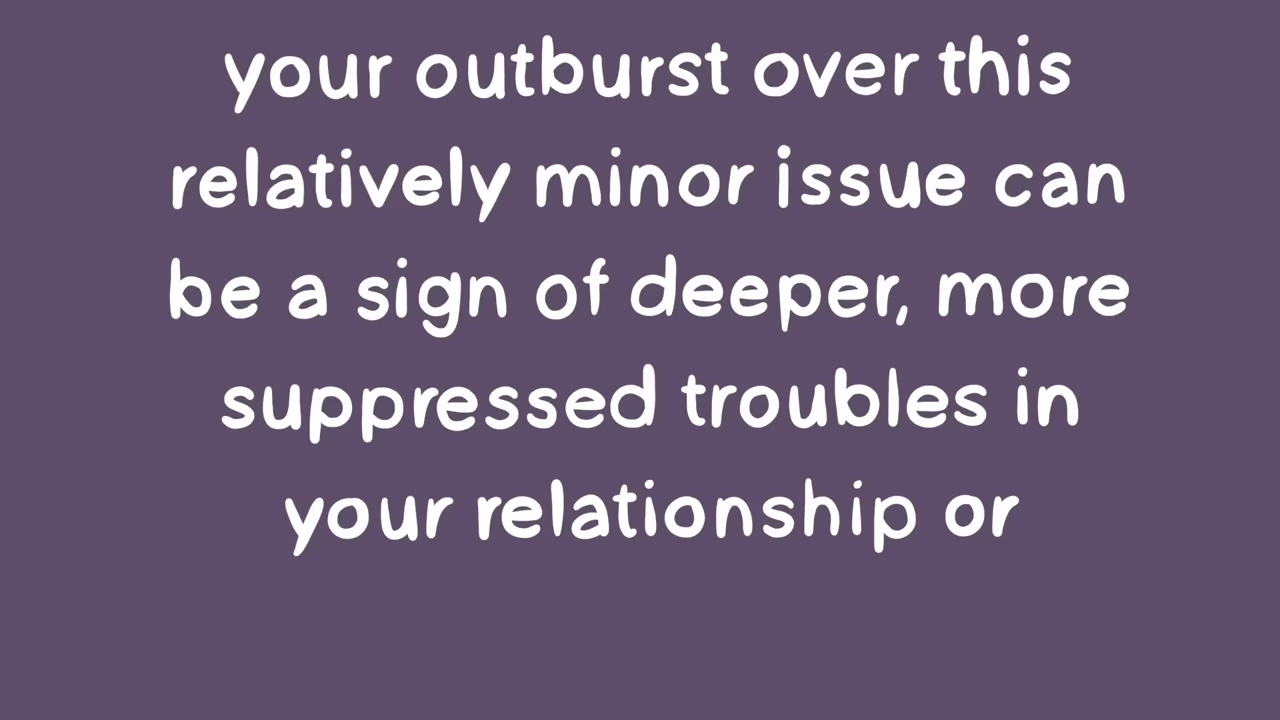 your outburst over this
relatively minor issue can
be a sign of deeper, more
suppressed troubles in
your relationship or